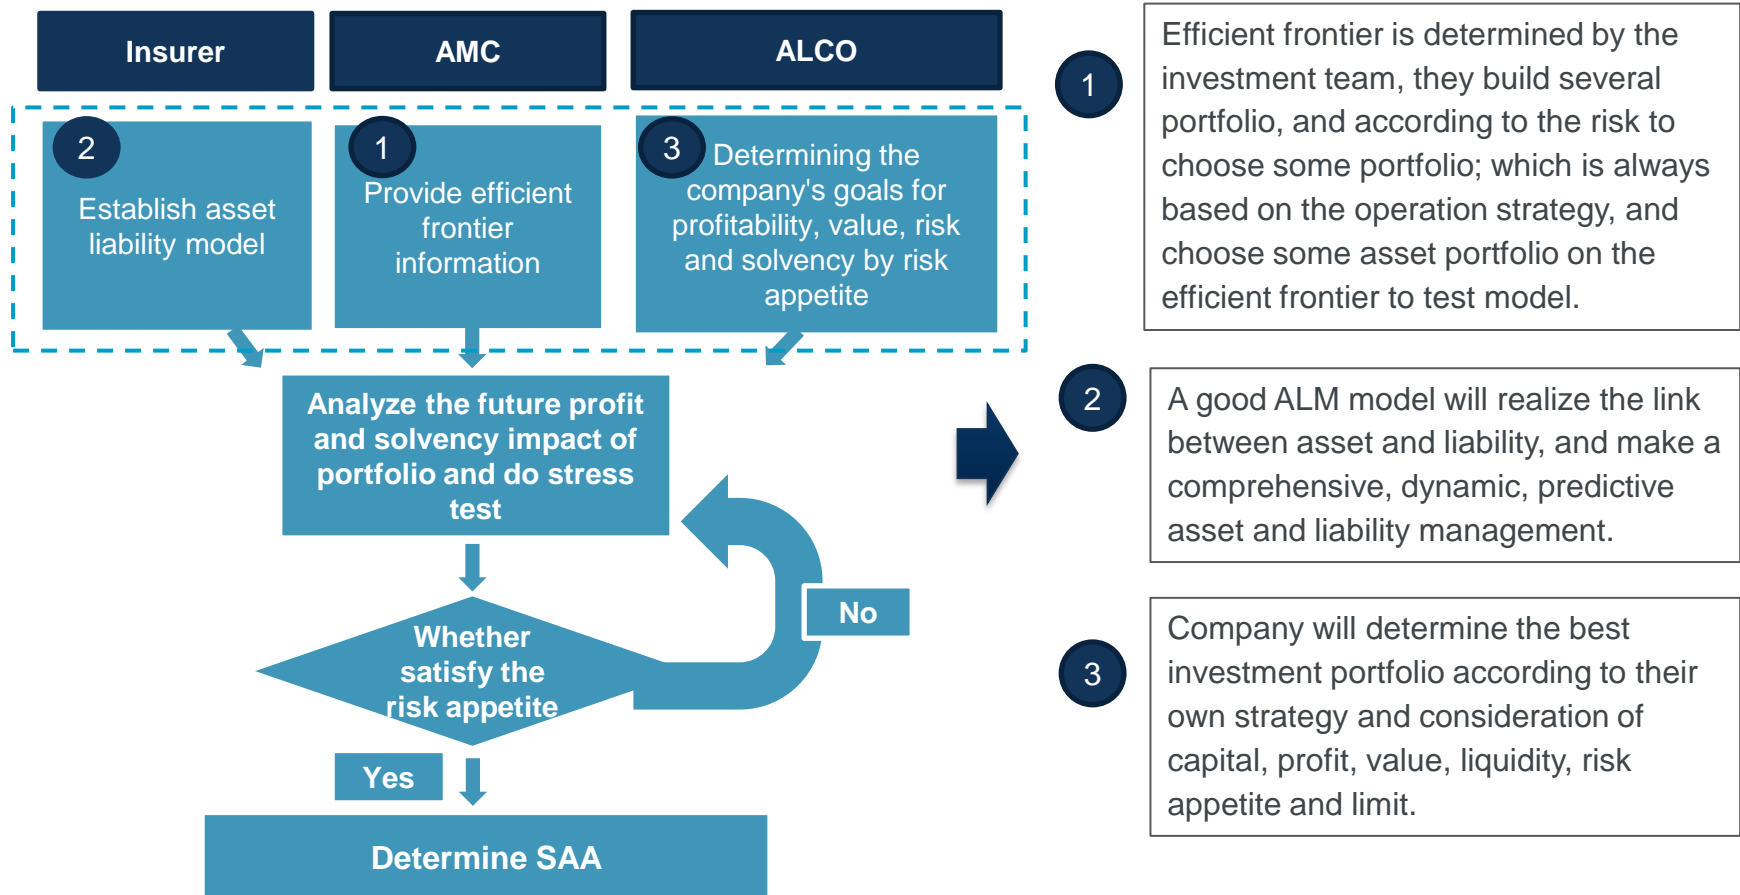 Insurer
AMC
ALCO
2
Establish asset
liability model
1
Provide efficient
frontier
information
3
Determining the
company's goals for
profitability, value, risk
and solvency by risk
appetite
Analyze the future profit
and solvency impact of
portfolio and do stress
test
Whether
satisfy the
risk appetite
No
Yes
Determine SAA
1
Efficient frontier is determined by the
investment team, they build several
portfolio, and according to the risk to
choose some portfolio; which is always
based on the operation strategy, and
choose some asset portfolio on the
efficient frontier to test model.
2
A good ALM model will realize the link
between asset and liability, and make a
comprehensive, dynamic, predictive
asset and liability management.
3
Company will determine the best
investment portfolio according to their
own strategy and consideration of
capital, profit, value, liquidity, risk
appetite and limit.